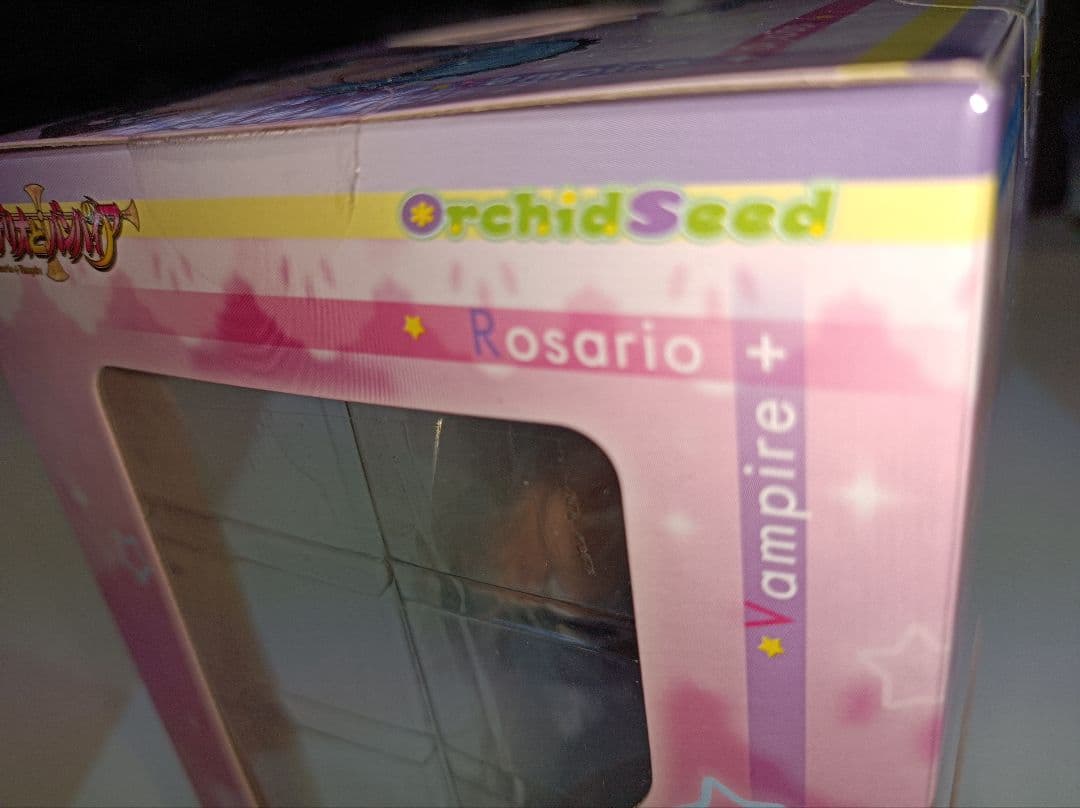 OrchidSeed
Rosario +
Vampire